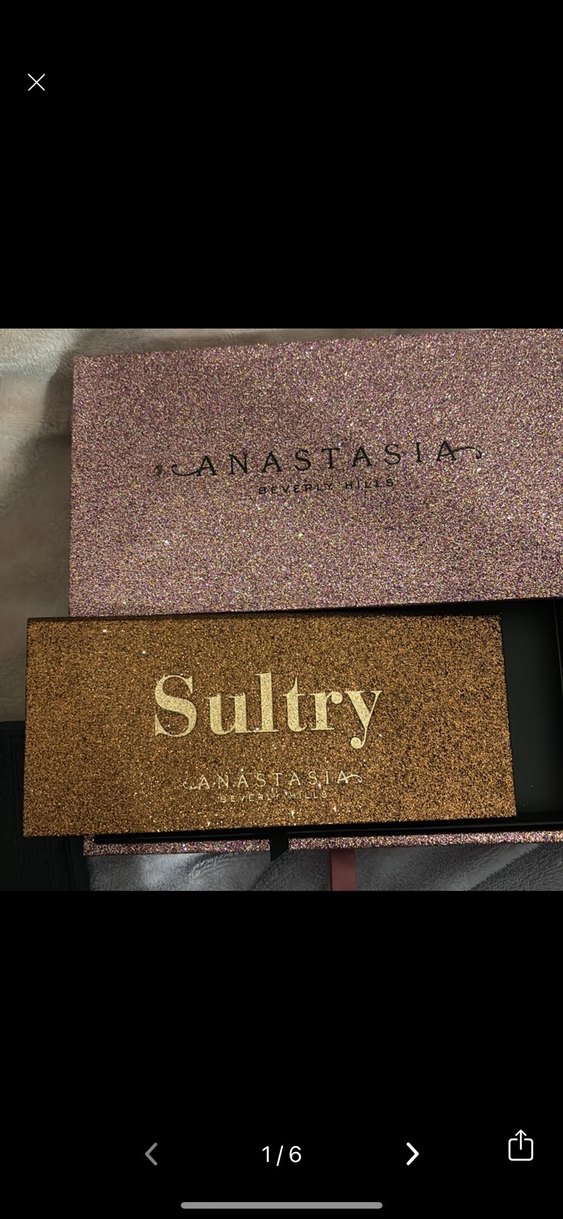 ANASTASIA
BEVERLY HILLS
Sultry
ANASTASIA
BEVERLY HILLS
1/6